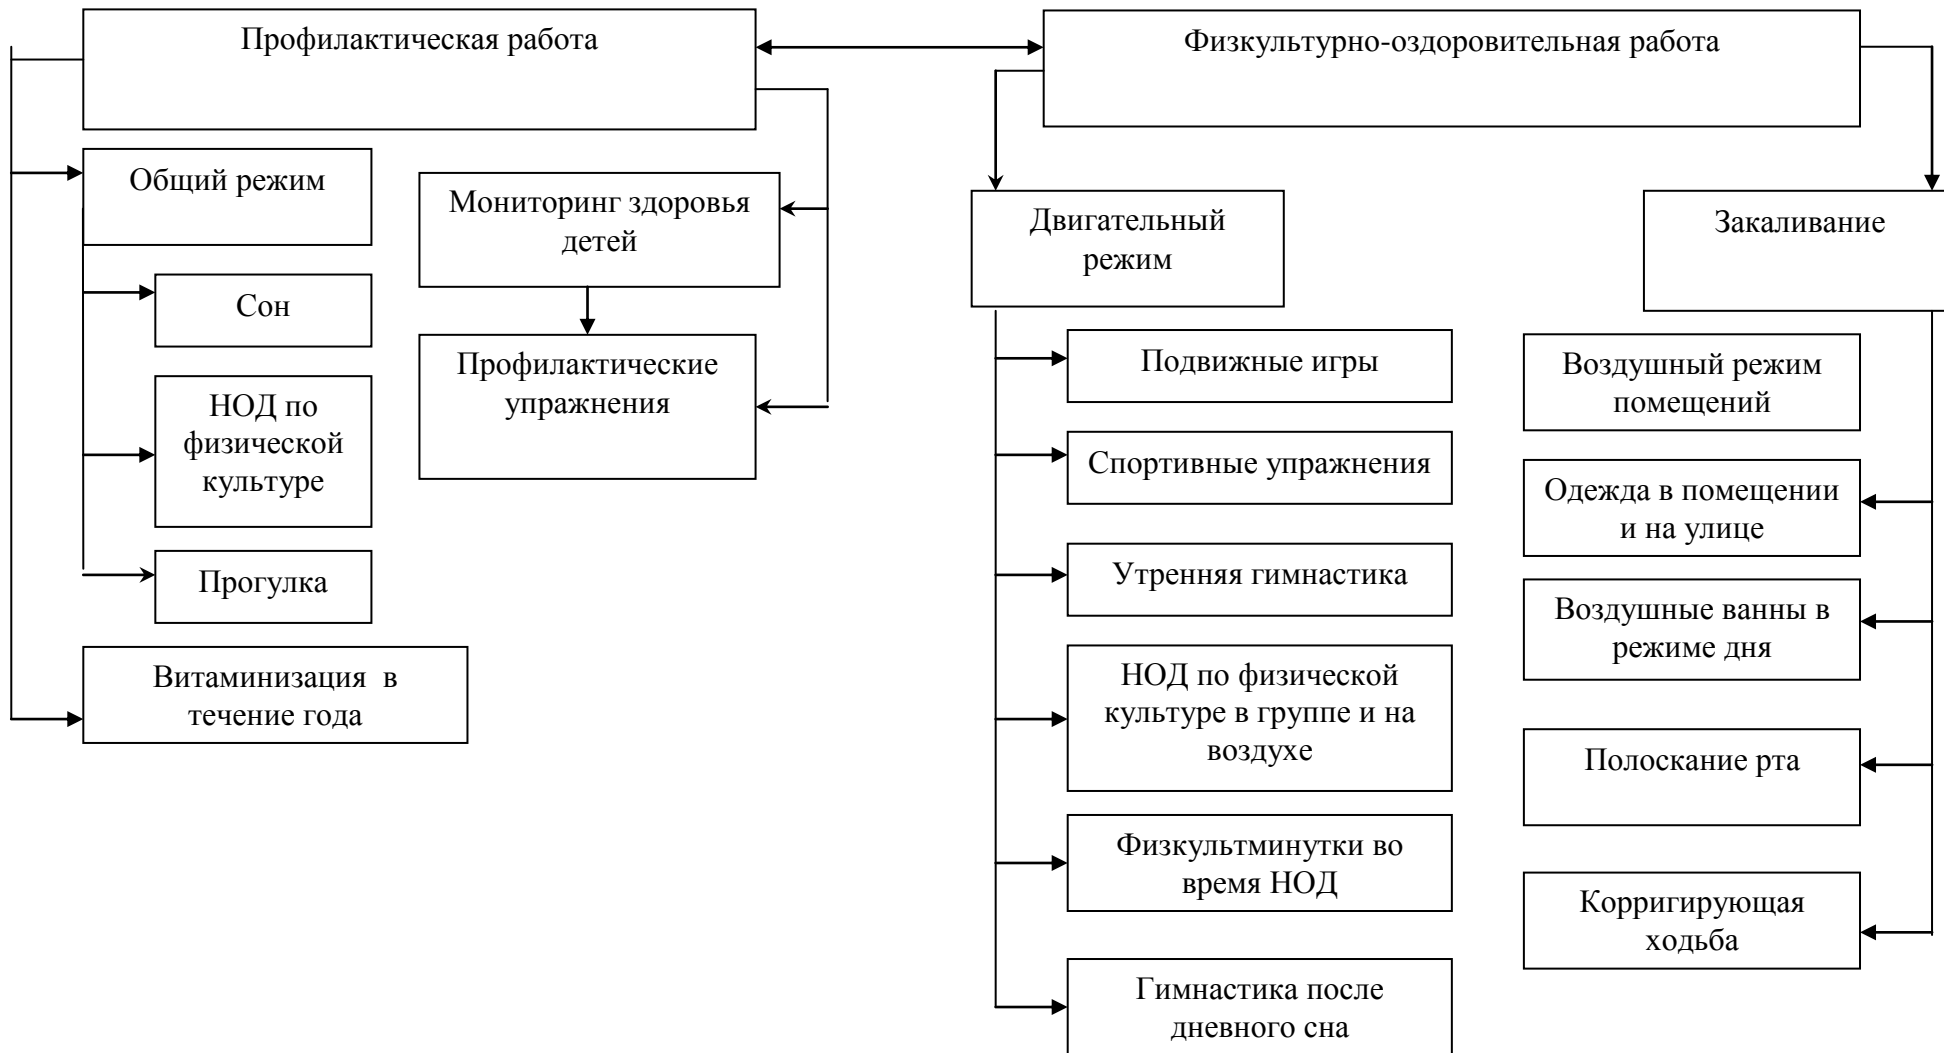 Профилактическая работа
Физкультурно-оздоровительная работа
Общий режим
Мониторинг здоровья
детей
Двигательный
режим
Закаливание
Сон
Профилактические
упражнения
НОД по
физической
культуре
Прогулка
Витаминизация в
течение года
Подвижные игры
Спортивные упражнения
Утренняя гимнастика
НОД по физической
культуре в группе и на
воздухе
Физкультминутки во
время НОД
Гимнастика после
дневного сна
Воздушный режим
помещений
Одежда в помещении
и на улице
Воздушные ванны в
режиме дня
Полоскание рта
Корригирующая
ходьба